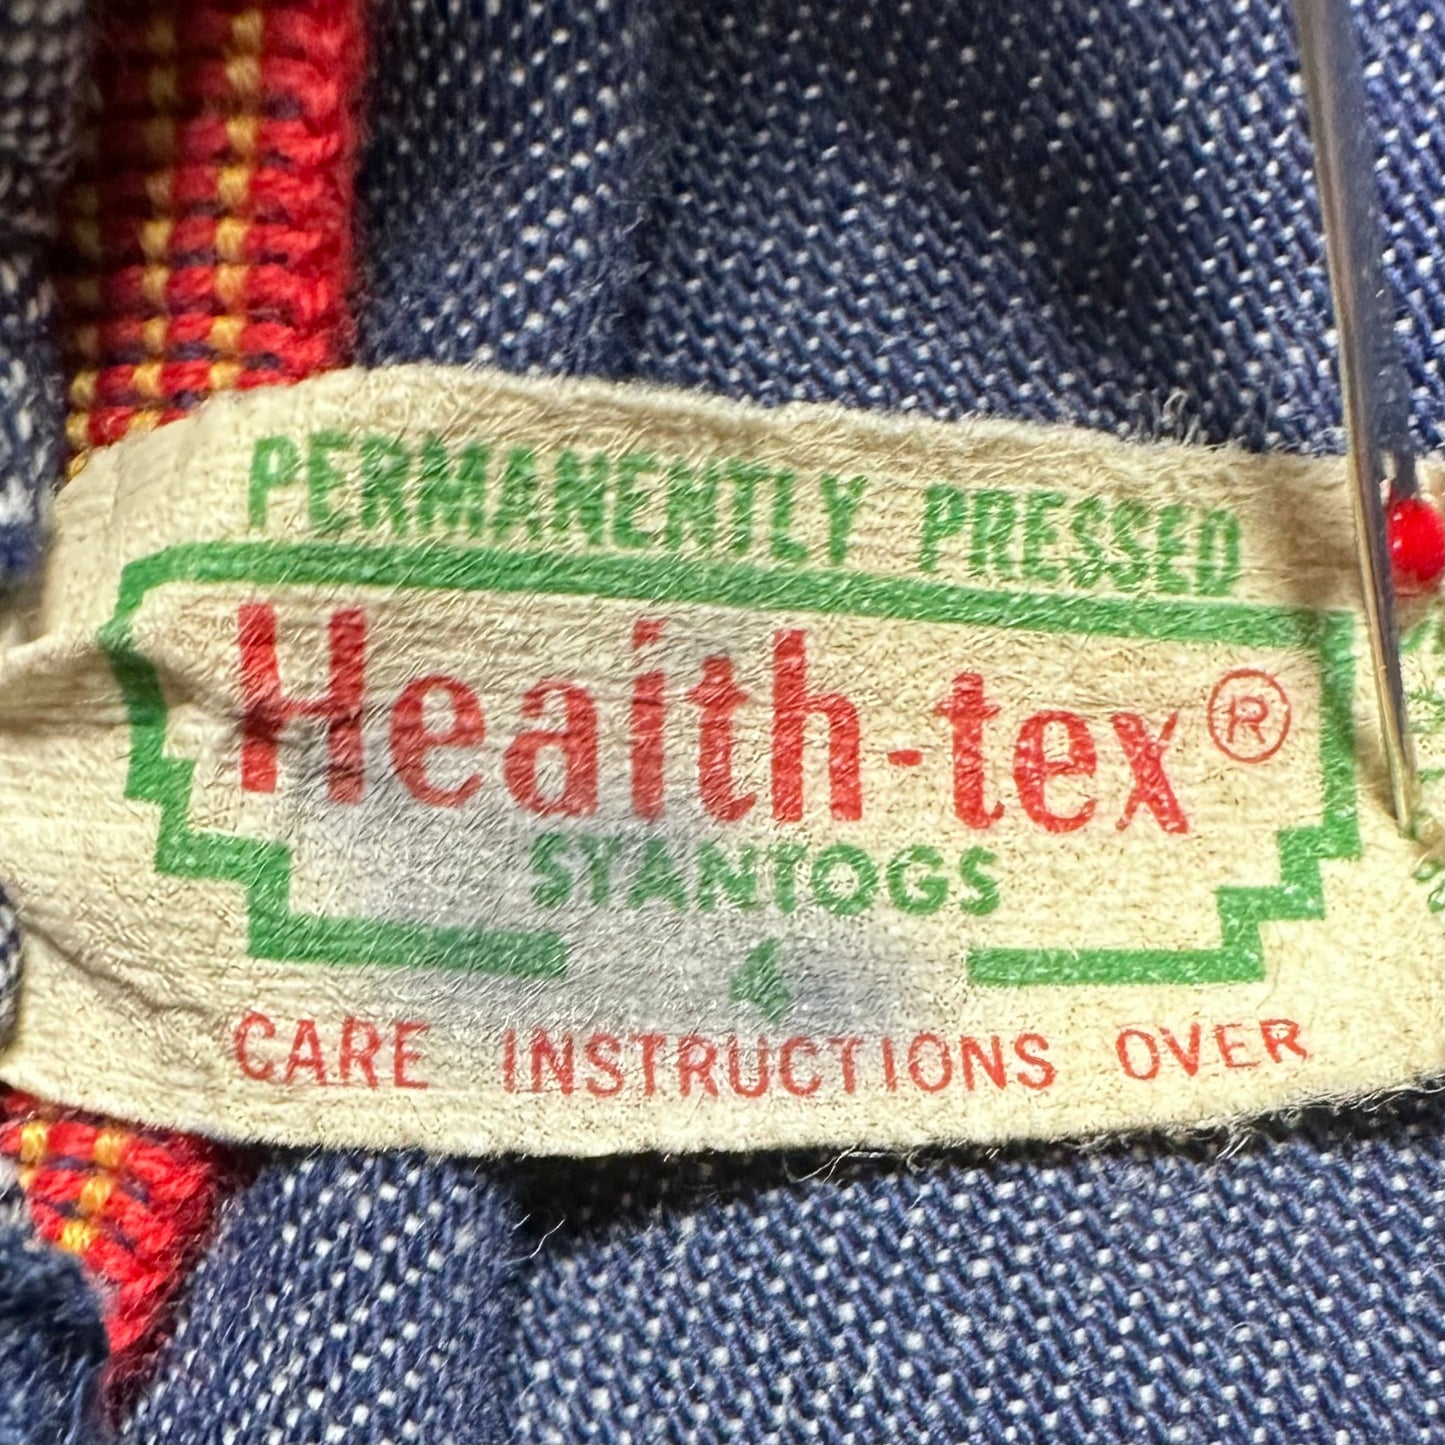 PERMANENTLY PRESSED
Health-tex®
STANTOGS
4
CARE INSTRUCTIONS OVER